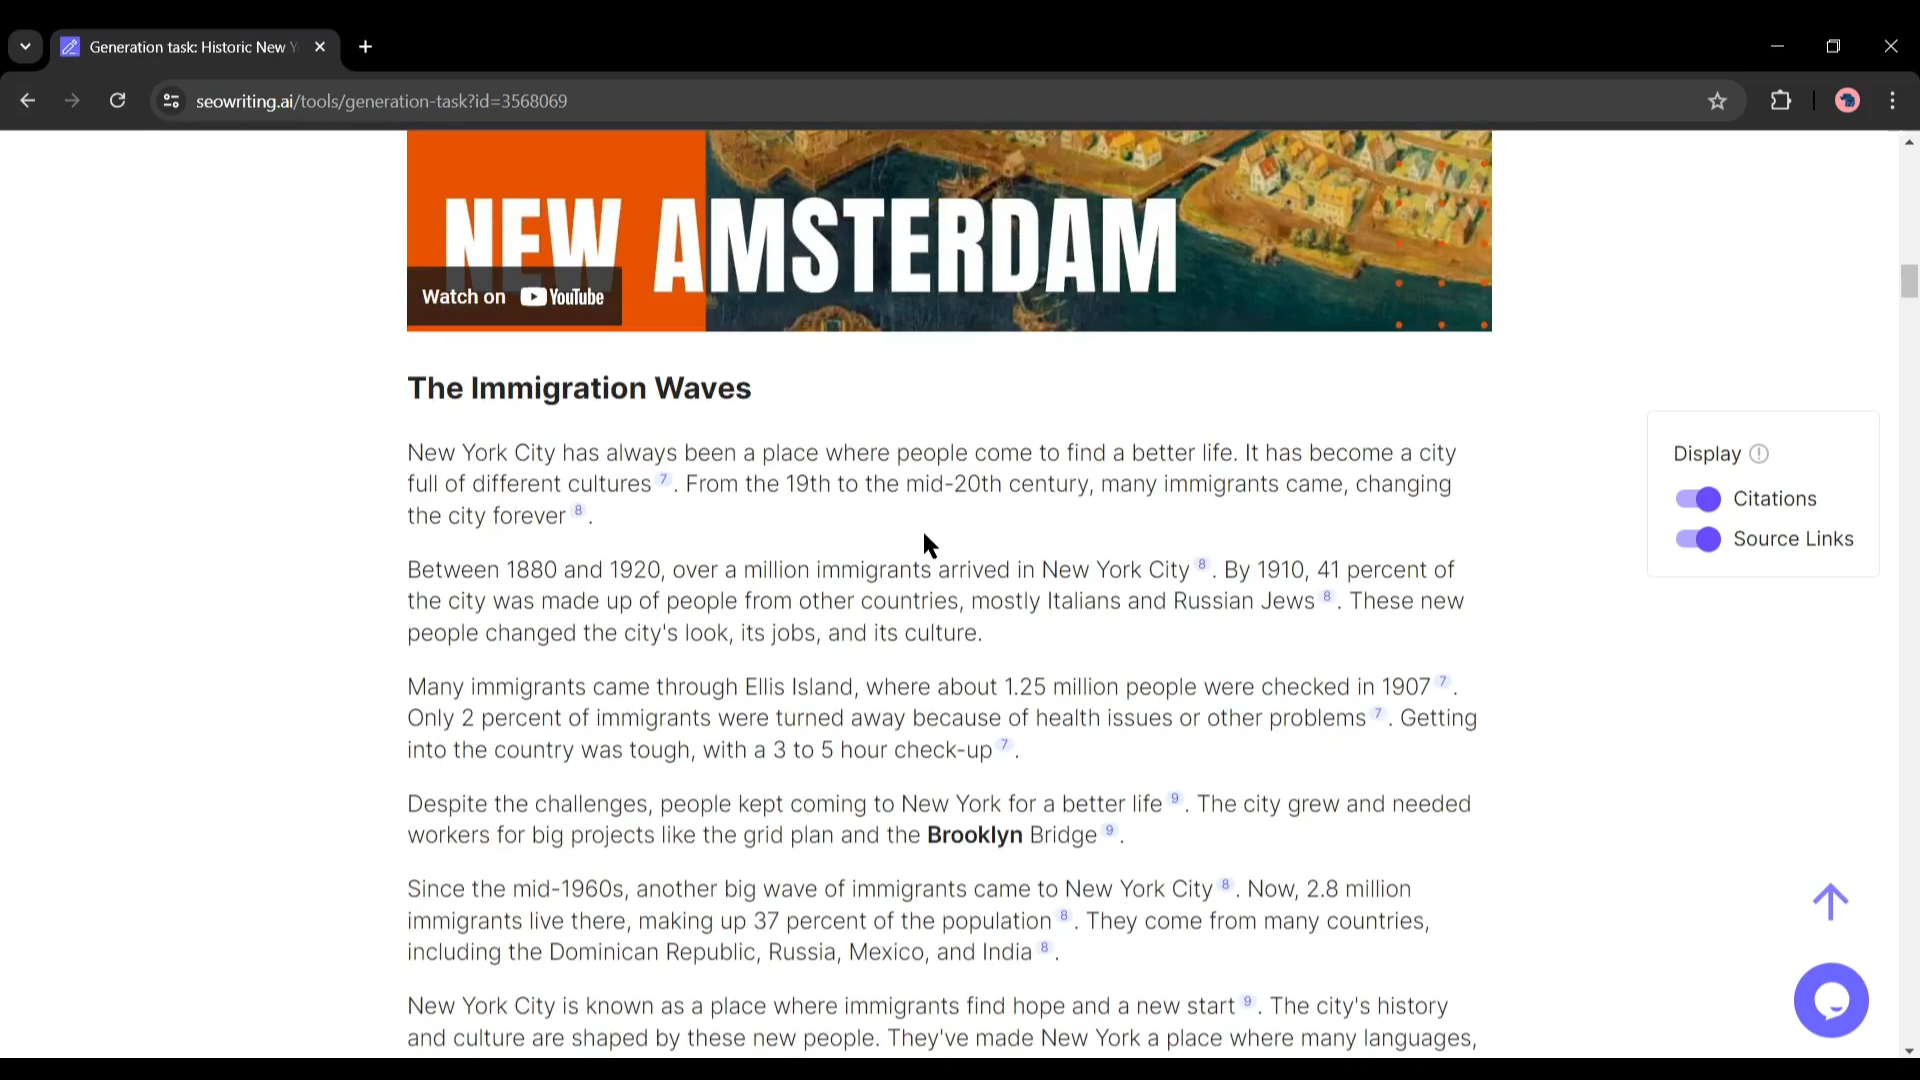 Generation task: Historic New Y
seowriting.ai/tools/generation-task?id=3568069
NEW AMSTERDAM
Watch on YouTube
The Immigration Waves
New York City has always been a place where people come to find a better life. It has become a city
full of different cultures 7 . From the 19th to the mid-20th century, many immigrants came, changing
the city forever 8 .
Between 1880 and 1920, over a million immigrants arrived in New York City 8 . By 1910, 41 percent of
the city was made up of people from other countries, mostly Italians and Russian Jews 8 . These new
people changed the city's look, its jobs, and its culture.
Many immigrants came through Ellis Island, where about 1.25 million people were checked in 1907 7 .
Only 2 percent of immigrants were turned away because of health issues or other problems 7 . Getting
into the country was tough, with a 3 to 5 hour check-up 7 .
Despite the challenges, people kept coming to New York for a better life 9 . The city grew and needed
workers for big projects like the grid plan and the Brooklyn Bridge 9 .
Since the mid-1960s, another big wave of immigrants came to New York City 8 . Now, 2.8 million
immigrants live there, making up 37 percent of the population 8 . They come from many countries,
including the Dominican Republic, Russia, Mexico, and India 8 .
New York City is known as a place where immigrants find hope and a new start 9 . The city's history
and culture are shaped by these new people. They've made New York a place where many languages,
Display
Citations
Source Links